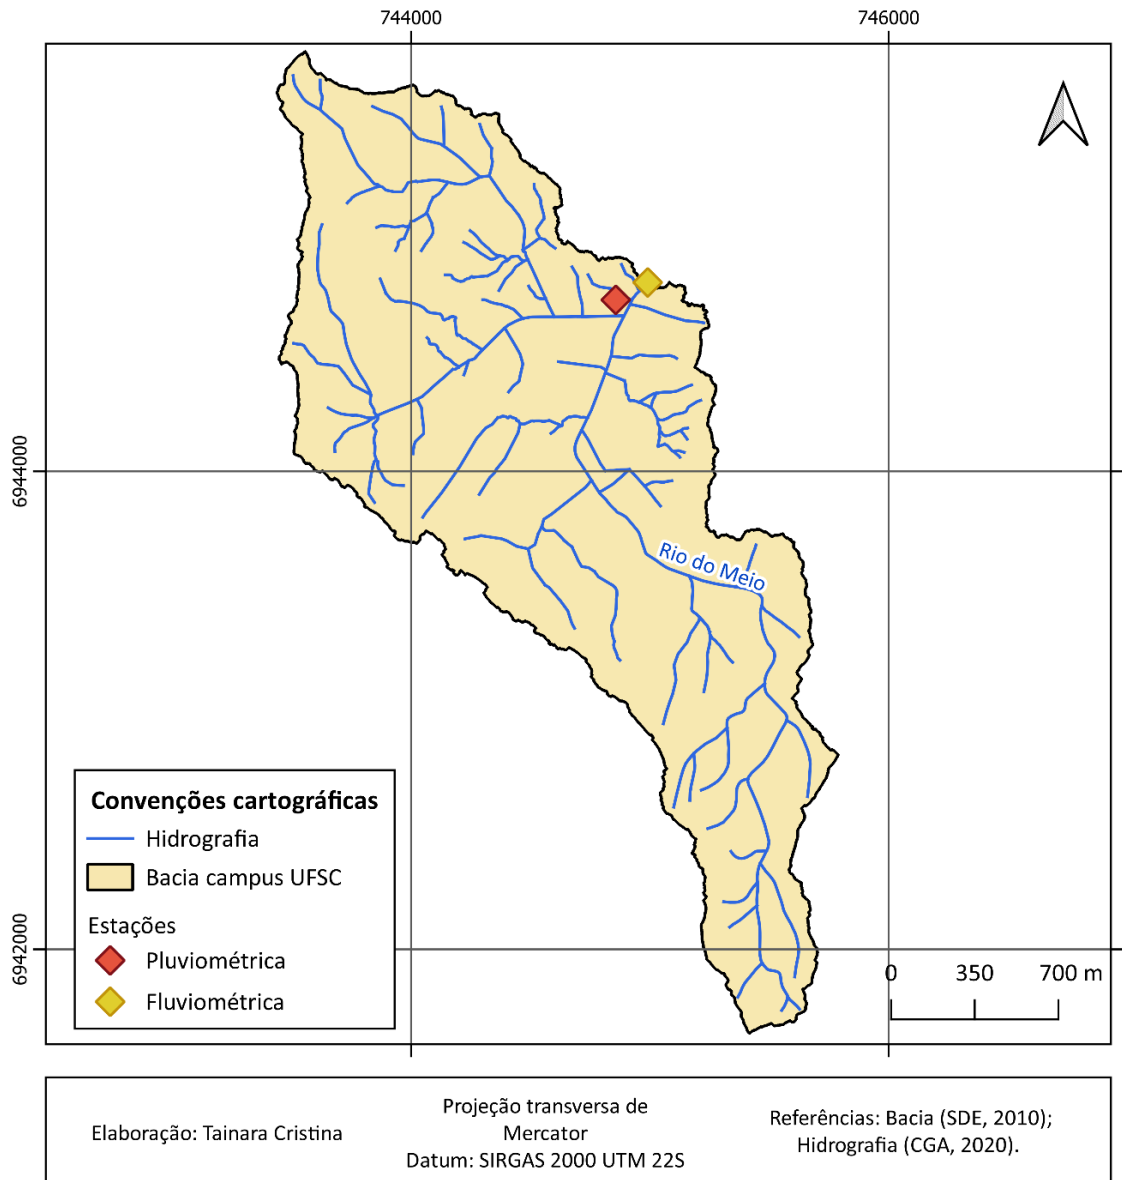 744000
746000
6944000
Rio do Meio
Convenções cartográficas
Hidrografia
Bacia campus UFSC
Estações
Pluviométrica
Fluviométrica
6942000
0 350 700 m
Elaboração: Tainara Cristina
Projeção transversa de
Mercator
Datum: SIRGAS 2000 UTM 22S
Referências: Bacia (SDE, 2010);
Hidrografia (CGA, 2020).